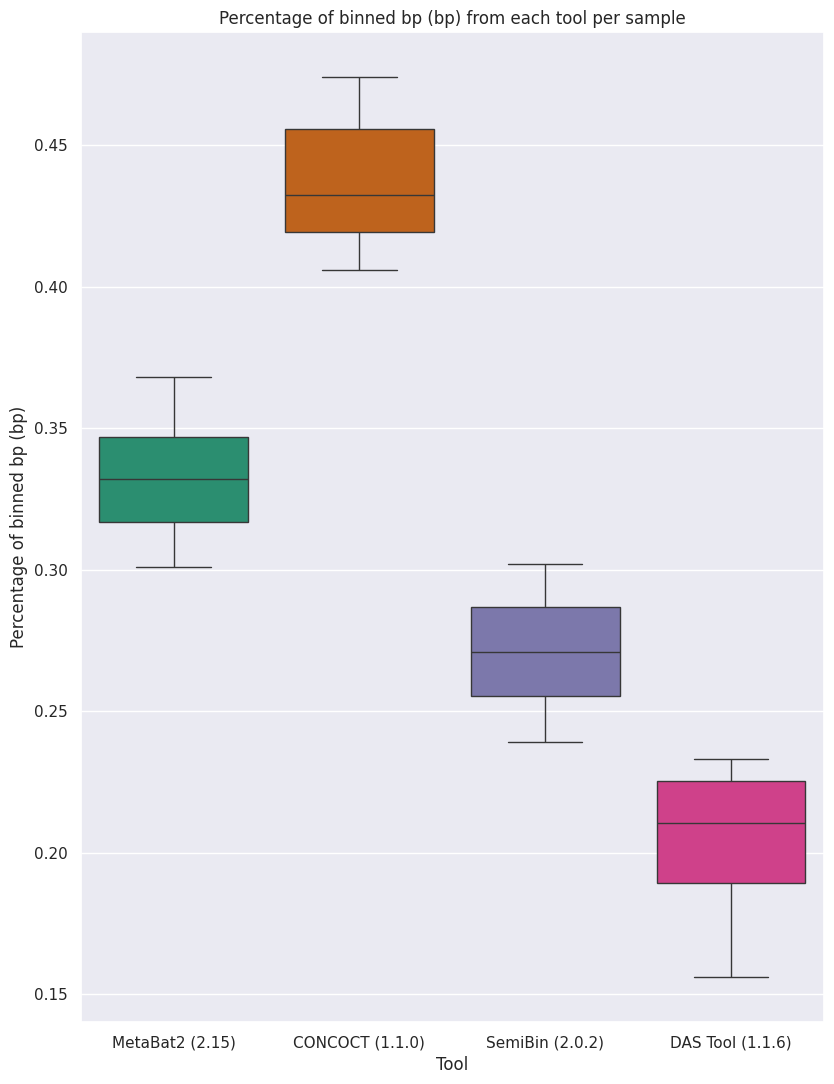 Percentage of binned bp (bp) from each tool per sample
Percentage of binned bp (bp)
0.45
0.40
0.35
0.30
0.25
0.20
0.15
MetaBat2 (2.15) CONCOCT (1.1.0) SemiBin (2.0.2) DAS Tool (1.1.6)
Tool